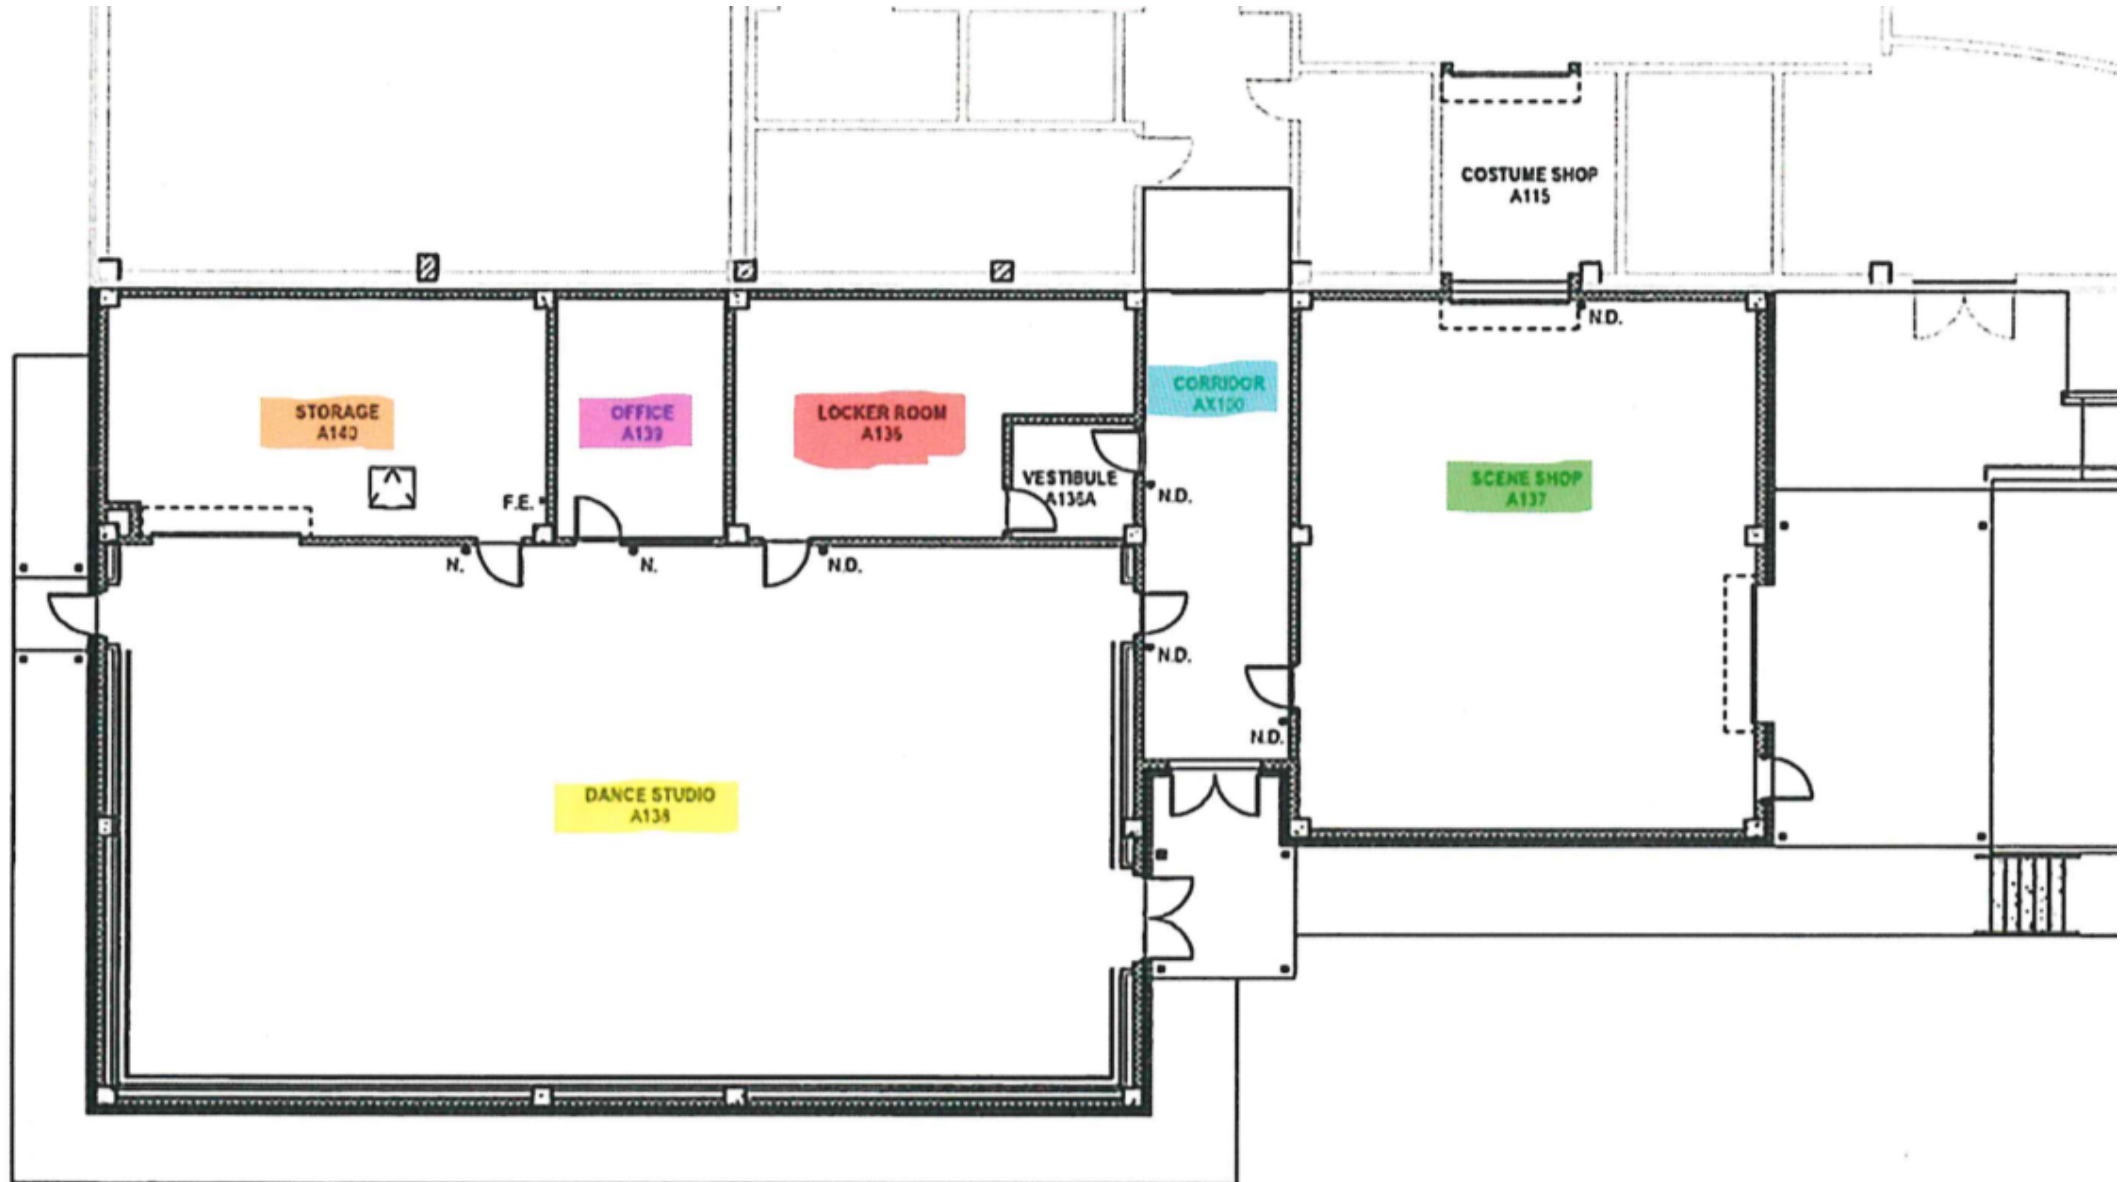 COSTUME SHOP
A115
N.D.
CORRIDOR
AX100
STORAGE
A140
OFFICE
A139
LOCKER ROOM
A136
VESTIBULE
A136A
SCENE SHOP
A137
F.E.
N.D.
N.
N.
N.D.
N.D.
N.D.
DANCE STUDIO
A138